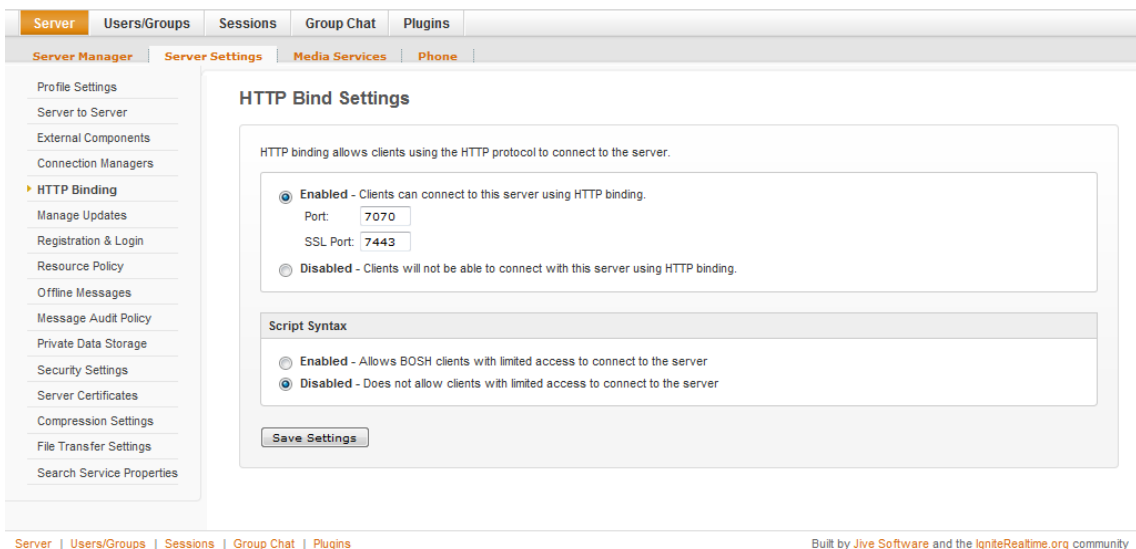 Server Users/Groups Sessions Group Chat Plugins
Server Manager Server Settings Media Services Phone
Profile Settings
Server to Server
External Components
Connection Managers
HTTP Binding
Manage Updates
Registration & Login
Resource Policy
Offline Messages
Message Audit Policy
Private Data Storage
Security Settings
Server Certificates
Compression Settings
File Transfer Settings
Search Service Properties
HTTP Bind Settings
HTTP binding allows clients using the HTTP protocol to connect to the server.
Enabled - Clients can connect to this server using HTTP binding.
Port: 7070
SSL Port: 7443
Disabled - Clients will not be able to connect with this server using HTTP binding.
Script Syntax
Enabled - Allows BOSH clients with limited access to connect to the server
Disabled - Does not allow clients with limited access to connect to the server
Save Settings
Server | Users/Groups | Sessions | Group Chat | Plugins
Built by Jive Software and the IgniteRealtime.org community